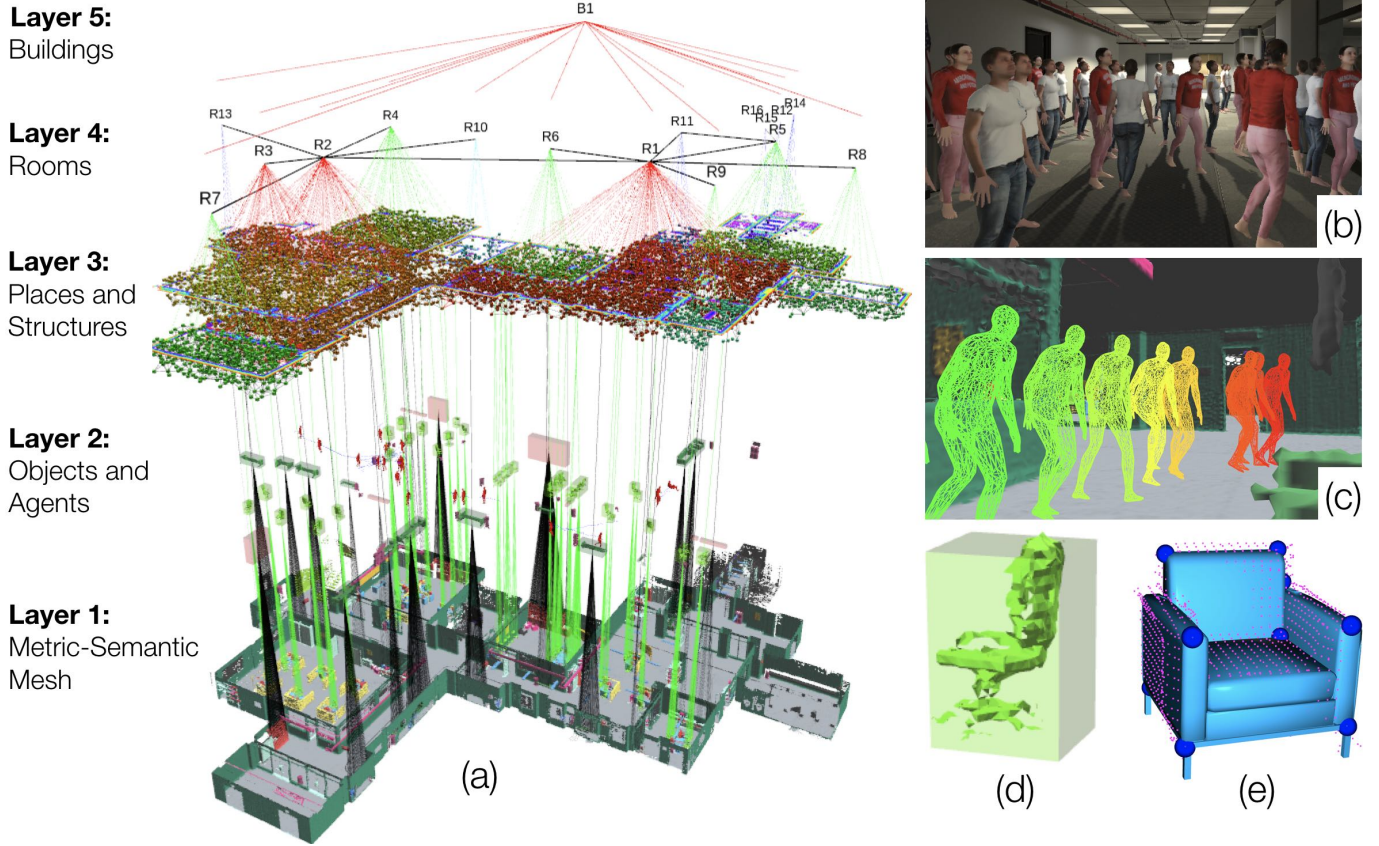 Layer 5:
Buildings
B1
Layer 4:
Rooms
R13
R4
R10
R3
R2
R7
R6
R1
R11
R16
R12
R14
R15
R5
R9
R8
Layer 3:
Places and
Structures
Layer 2:
Objects and
Agents
Layer 1:
Metric-Semantic
Mesh
(a)
(b)
(c)
(d)
(e)